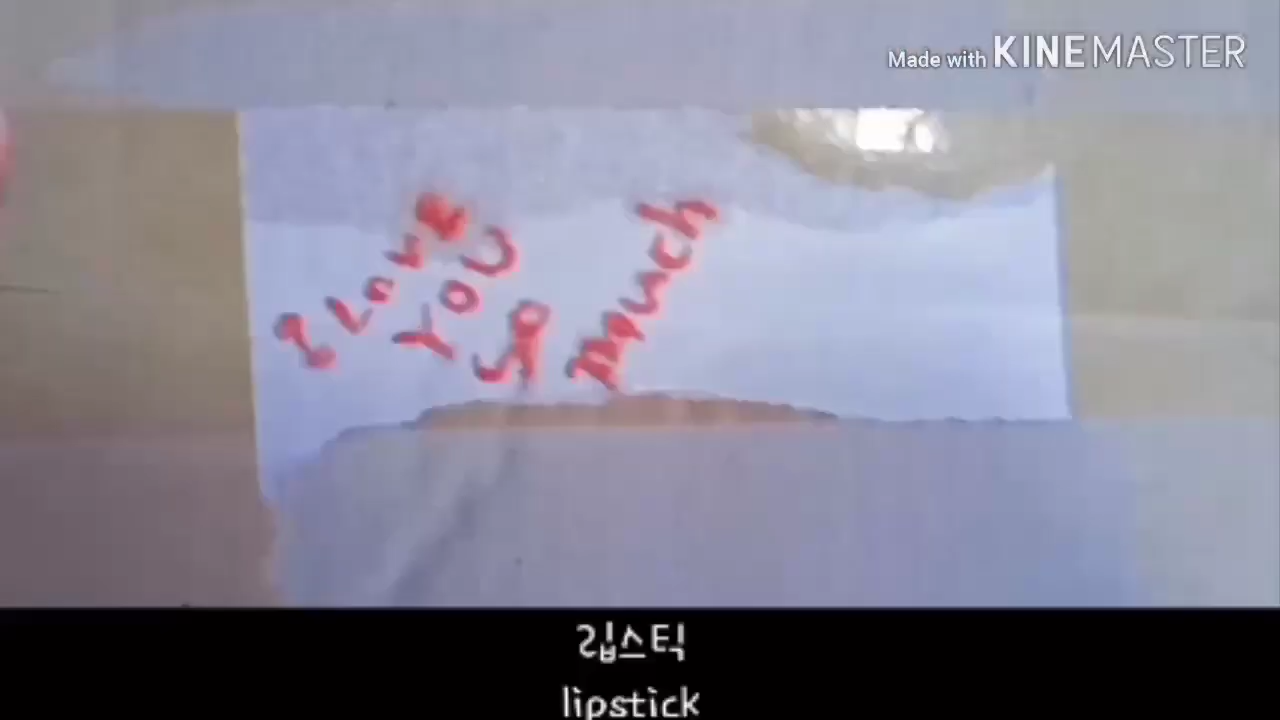 Made with KINEMASTER
I Love
YOU
SO
much
립스틱
lipstick